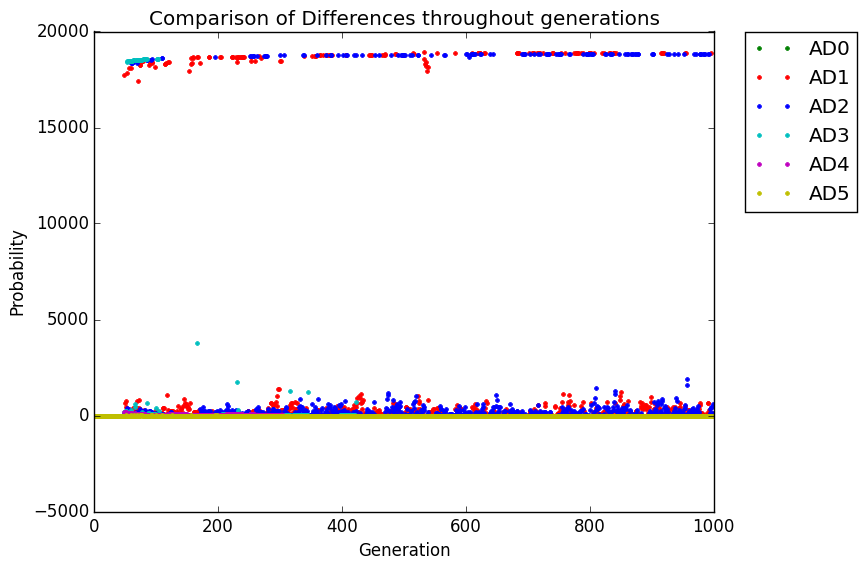 Comparison of Differences throughout generations
20000
15000
10000
5000
0
−5000
Probability
0 200 400 600 800 1000
Generation
AD0
AD1
AD2
AD3
AD4
AD5